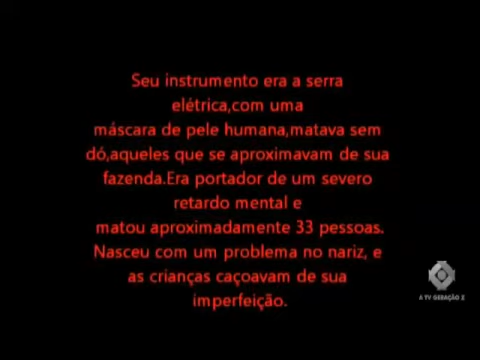 Seu instrumento era a serra
elétrica,com uma
máscara de pele humana,matava sem
dó,aqueles que se aproximavam de sua
fazenda.Era portador de um severo
retardo mental e
matou aproximadamente 33 pessoas.
Nasceu com um problema no nariz, e
as crianças caçoavam de sua
imperfeição.
A TV GERAÇÃO Z